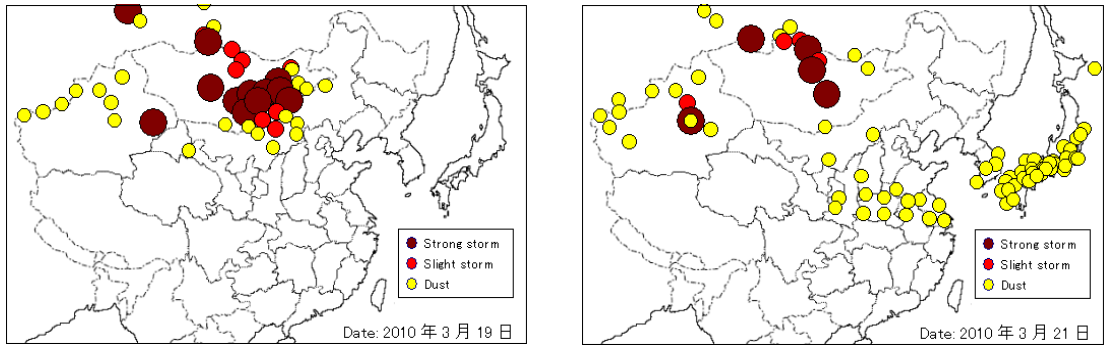 Strong storm
Slight storm
Dust
Date: 2010 年 3 月 19 日
Strong storm
Slight storm
Dust
Date: 2010 年 3 月 21 日